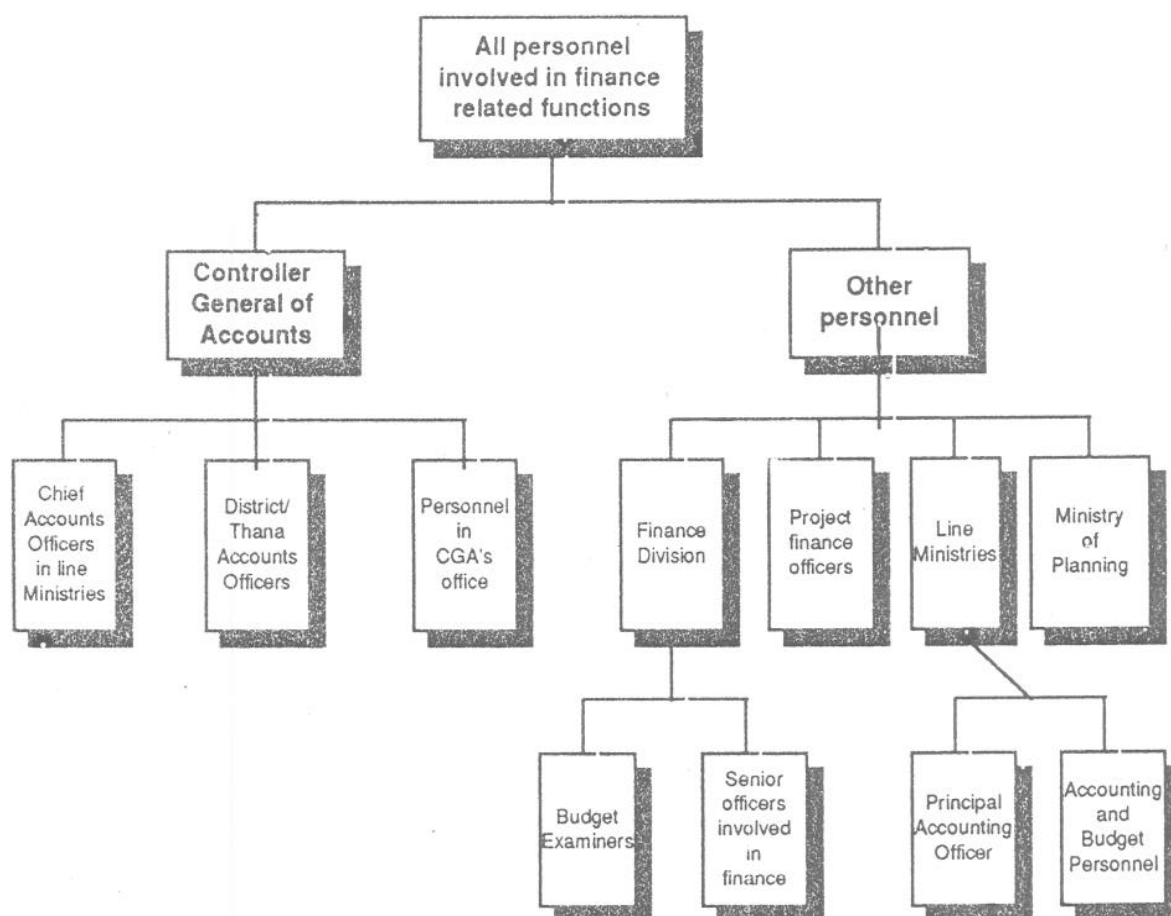 All personnel
involved in finance
related functions
Controller
General of
Accounts
Other
personnel
Chief
Accounts
Officers
in line
Ministries
District/
Thana
Accounts
Officers
Personnel
in
CGA's
office
Finance
Division
Project
finance
officers
Line
Ministries
Ministry
of
Planning
Budget
Examiners
Senior
officers
involved
in
finance
Principal
Accounting
Officer
Accounting
and
Budget
Personnel